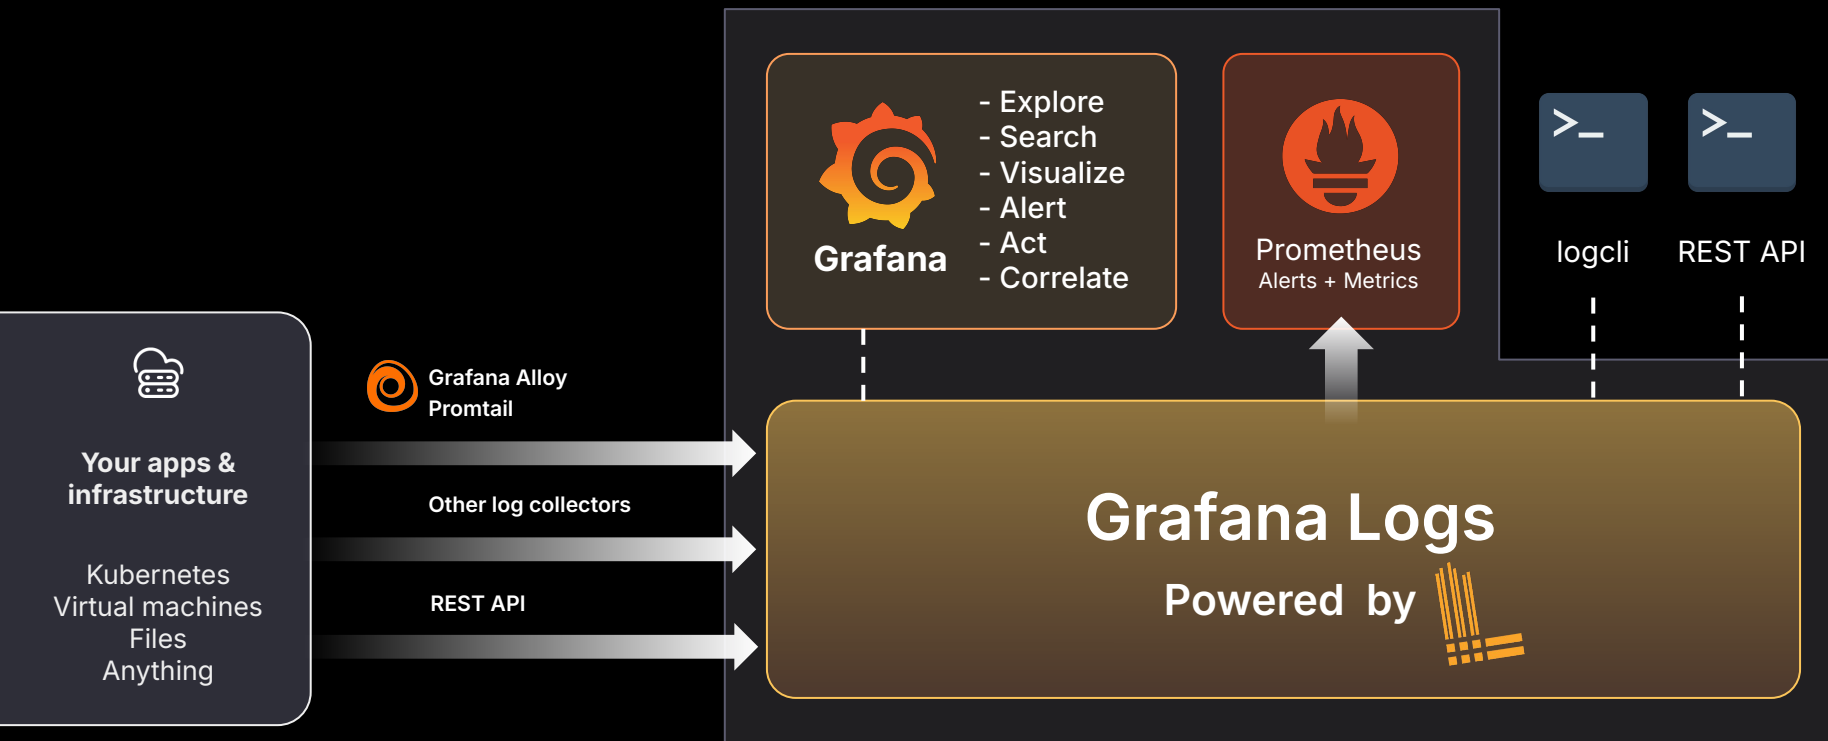 Grafana
- Explore
- Search
- Visualize
- Alert
- Act
- Correlate
Prometheus
Alerts + Metrics
>_
logcli
>_
REST API
Your apps &
infrastructure
Kubernetes
Virtual machines
Files
Anything
Grafana Alloy
Promtail
Other log collectors
REST API
Grafana Logs
Powered by